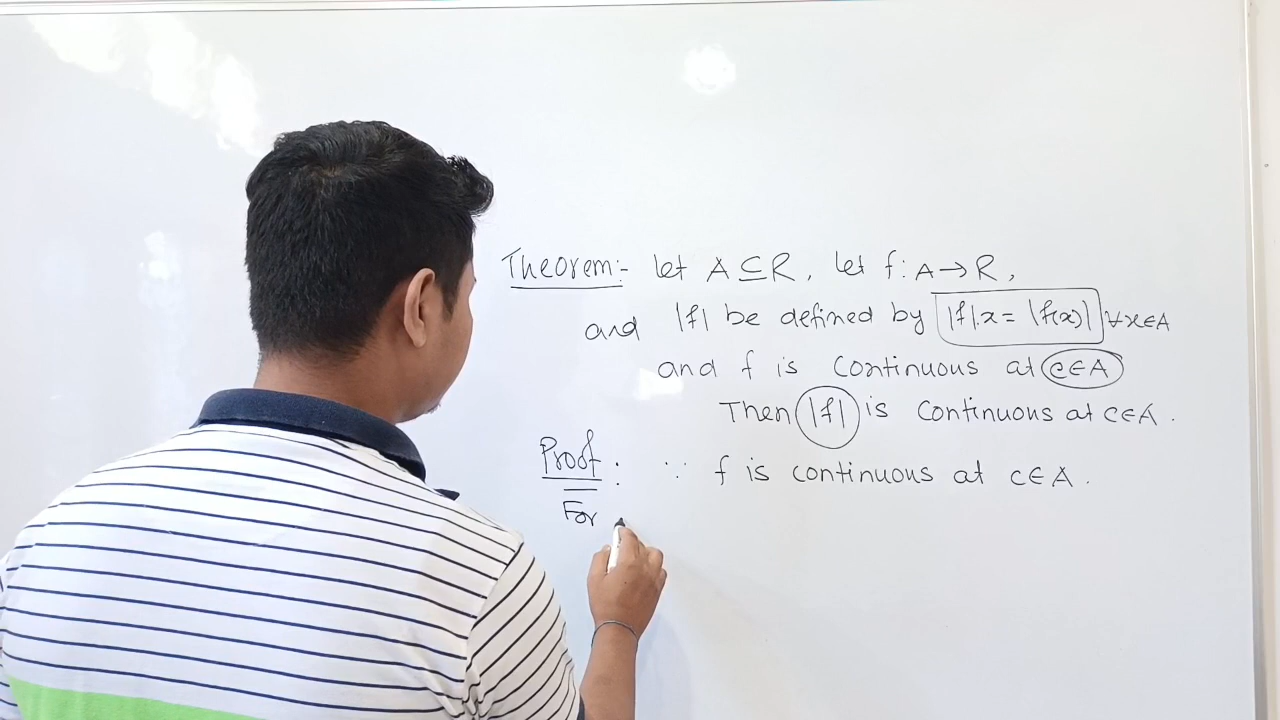 Theorem:- let A ⊆ R, let f: A → R,
and |f| be defined by |f|.x = |f(x)| ∀x∈A
and f is continuous at c∈A
Then |f| is continuous at c∈A.
Proof: ∵ f is continuous at c∈A.
For